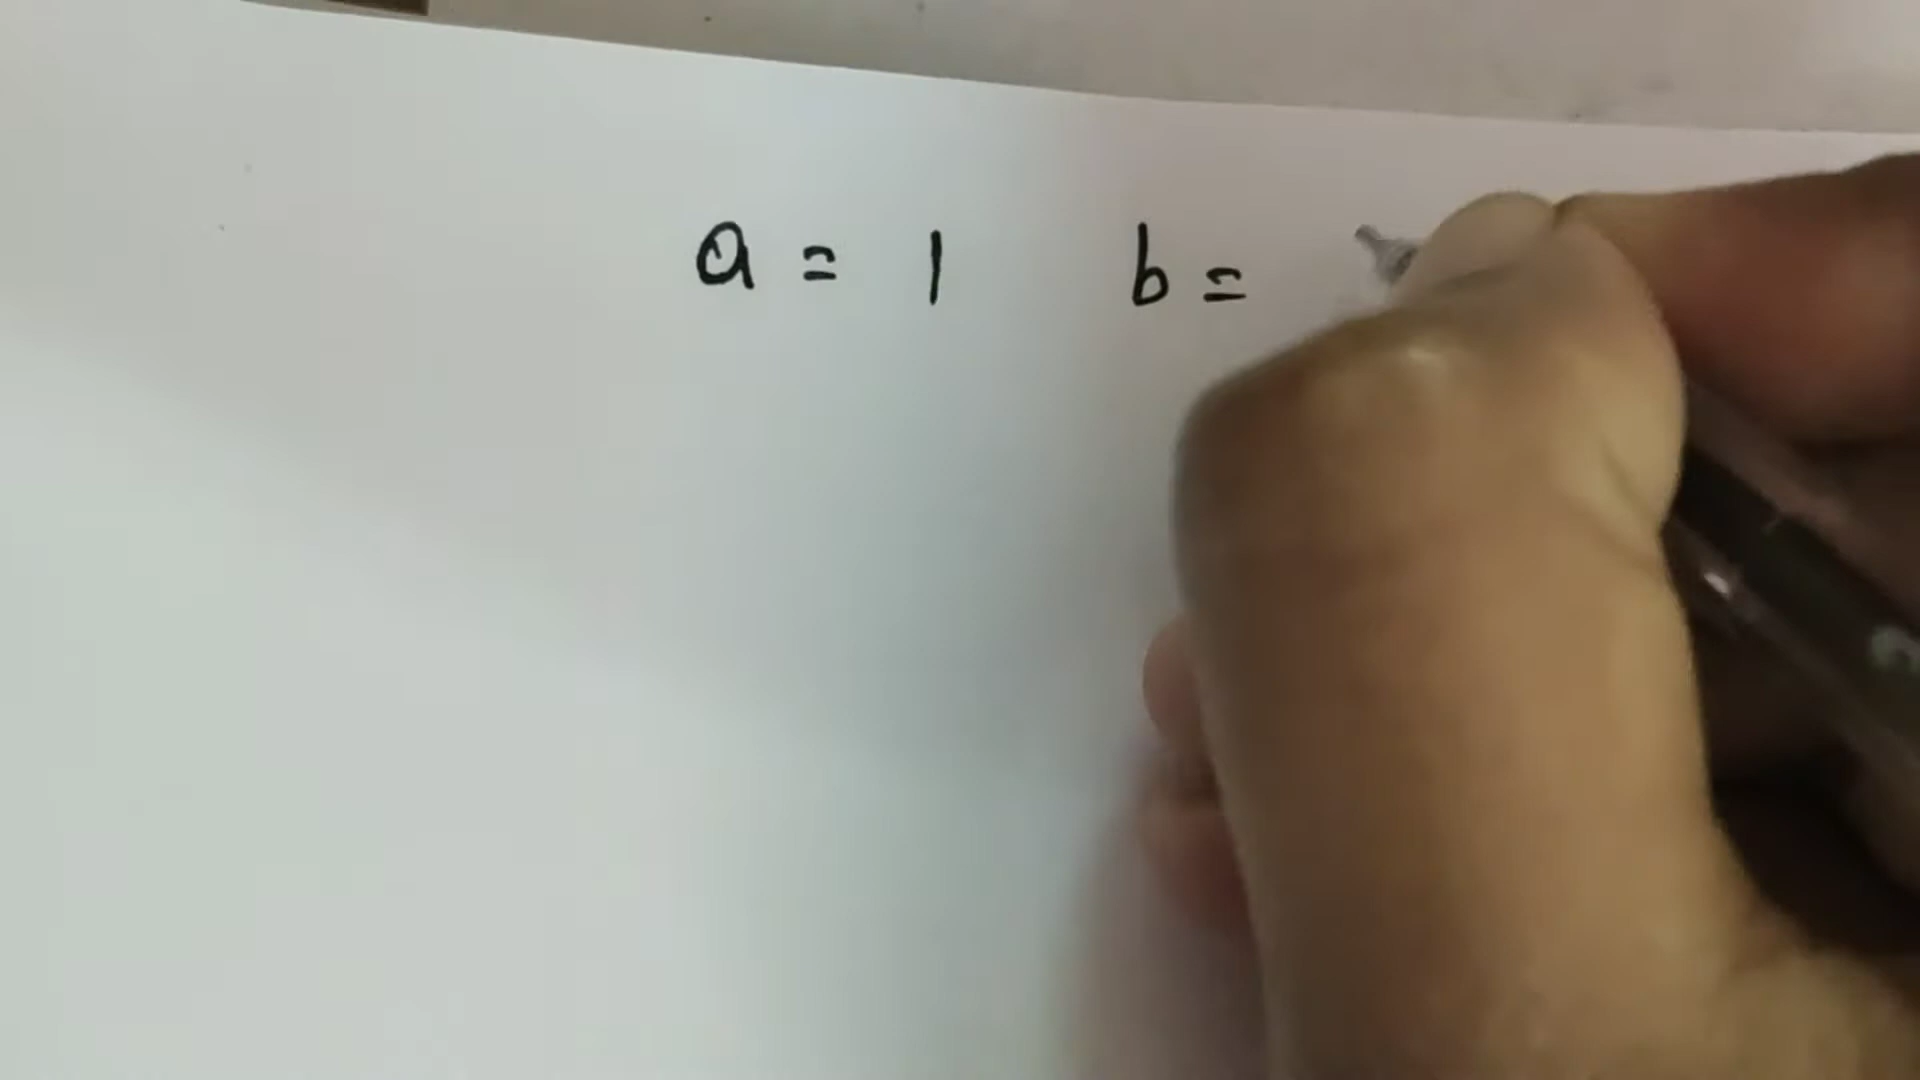 a = 1 b =